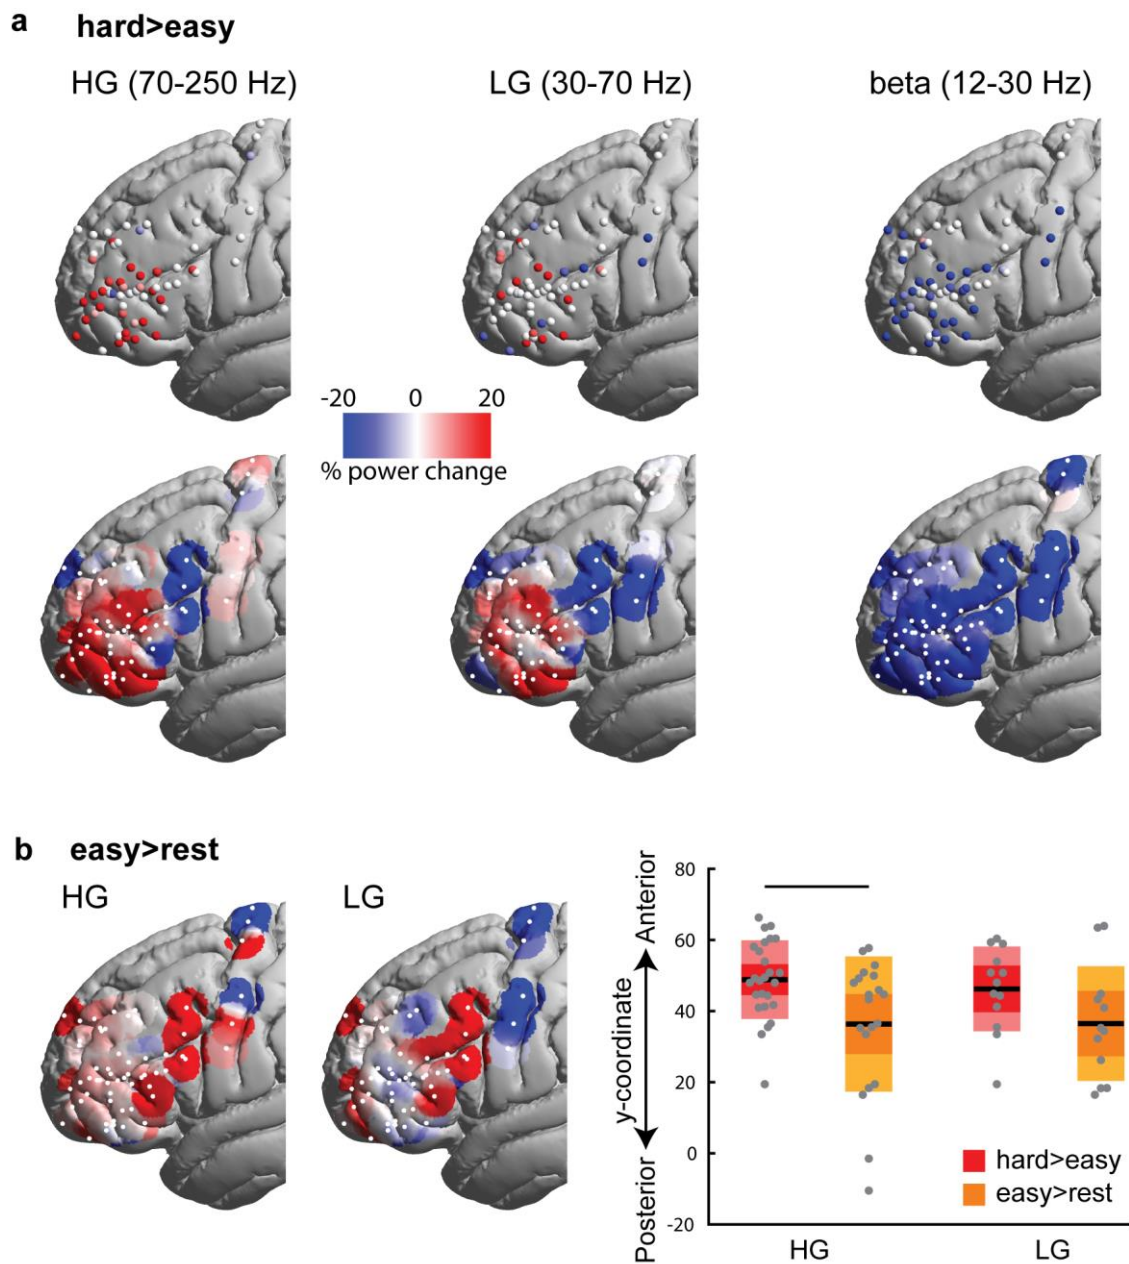 a hard>easy
HG (70-250 Hz) LG (30-70 Hz) beta (12-30 Hz)
-20 0 20
% power change
b easy>rest
HG LG
Anterior
y-coordinate
Posterior
80
60
40
20
0
-20
hard>easy
easy>rest
HG LG